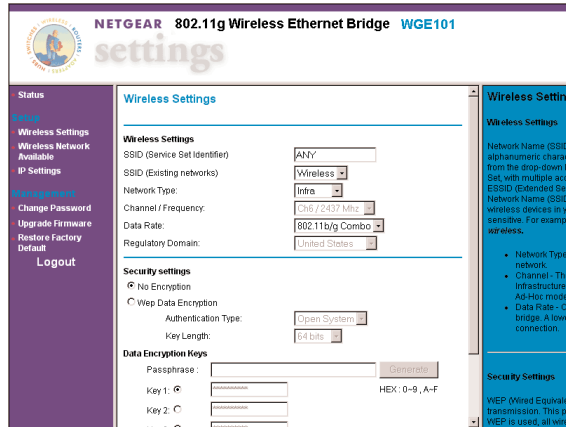 NETGEAR 802.11g Wireless Ethernet Bridge WGE101
settings
Status
Setup
Wireless Settings
Wireless Network
Available
IP Settings
Management
Change Password
Upgrade Firmware
Restore Factory
Default
Logout
Wireless Settings
Wireless Settings
SSID (Service Set Identifier) ANY
SSID (Existing networks) Wireless
Network Type: Infra
Channel / Frequency: Ch6 / 2437 Mhz
Data Rate: 802.11b/g Combo
Regulatory Domain: United States
Security settings
No Encryption
Wep Data Encryption
Authentication Type: Open System
Key Length: 64 bits
Data Encryption Keys
Passphrase : Generate
Key 1: ********** HEX : 0~9 , A~F
Key 2: **********
Wireless Settin
Wireless Settings
Network Name (SSID
alphanumeric chara
from the drop-down
Set, with multiple acc
ESSID (Extended Se
Network Name (SSID
wireless devices in y
sensitive. For examp
wireless.
Network Type
network.
Channel - Th
Infrastructure
Ad-Hoc mode
Data Rate - C
bridge. A low
connection.
Security Settings
WEP (Wired Equivale
transmission. This p
WEP is used, all wire